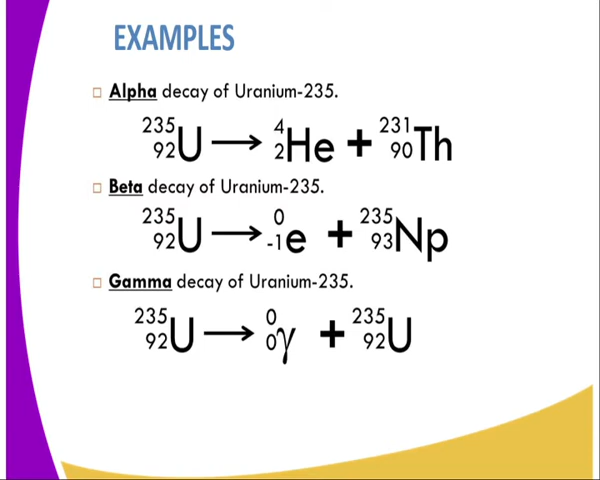 EXAMPLES
Alpha decay of Uranium-235.
²³⁵₉₂U ⟶ ⁴₂He + ²³¹₉₀Th
Beta decay of Uranium-235.
²³⁵₉₂U ⟶ ⁰₋₁e + ²³⁵₉₃Np
Gamma decay of Uranium-235.
²³⁵₉₂U ⟶ ⁰₀γ + ²³⁵₉₂U